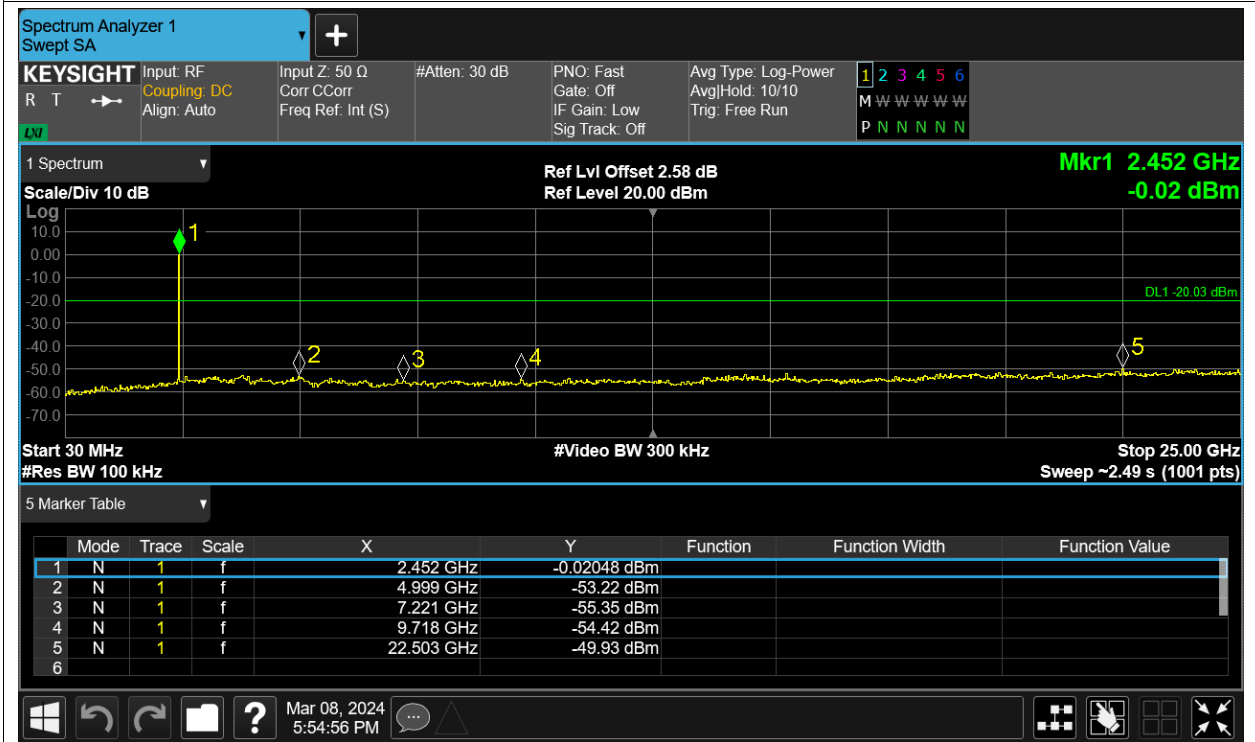 Spectrum Analyzer 1
Swept SA
+
KEYSIGHT
R T
LXI
Input: RF
Coupling: DC
Align: Auto
Input Z: 50 Ω
Corr CCorr
Freq Ref: Int (S)
#Atten: 30 dB
PNO: Fast
Gate: Off
IF Gain: Low
Sig Track: Off
Avg Type: Log-Power
Avg|Hold: 10/10
Trig: Free Run
1 2 3 4 5 6
M W W W W W
P N N N N N
1 Spectrum
Scale/Div 10 dB
Ref Lvl Offset 2.58 dB
Ref Level 20.00 dBm
Mkr1 2.452 GHz
-0.02 dBm
Log
10.0
0.00
-10.0
-20.0
-30.0
-40.0
-50.0
-60.0
-70.0
1
2
3
4
5
DL1 -20.03 dBm
Start 30 MHz
#Video BW 300 kHz
Stop 25.00 GHz
#Res BW 100 kHz
Sweep ~2.49 s (1001 pts)
5 Marker Table
Mode Trace Scale X Y Function Function Width Function Value
1 N 1 f 2.452 GHz -0.02048 dBm
2 N 1 f 4.999 GHz -53.22 dBm
3 N 1 f 7.221 GHz -55.35 dBm
4 N 1 f 9.718 GHz -54.42 dBm
5 N 1 f 22.503 GHz -49.93 dBm
6
?
Mar 08, 2024
5:54:56 PM